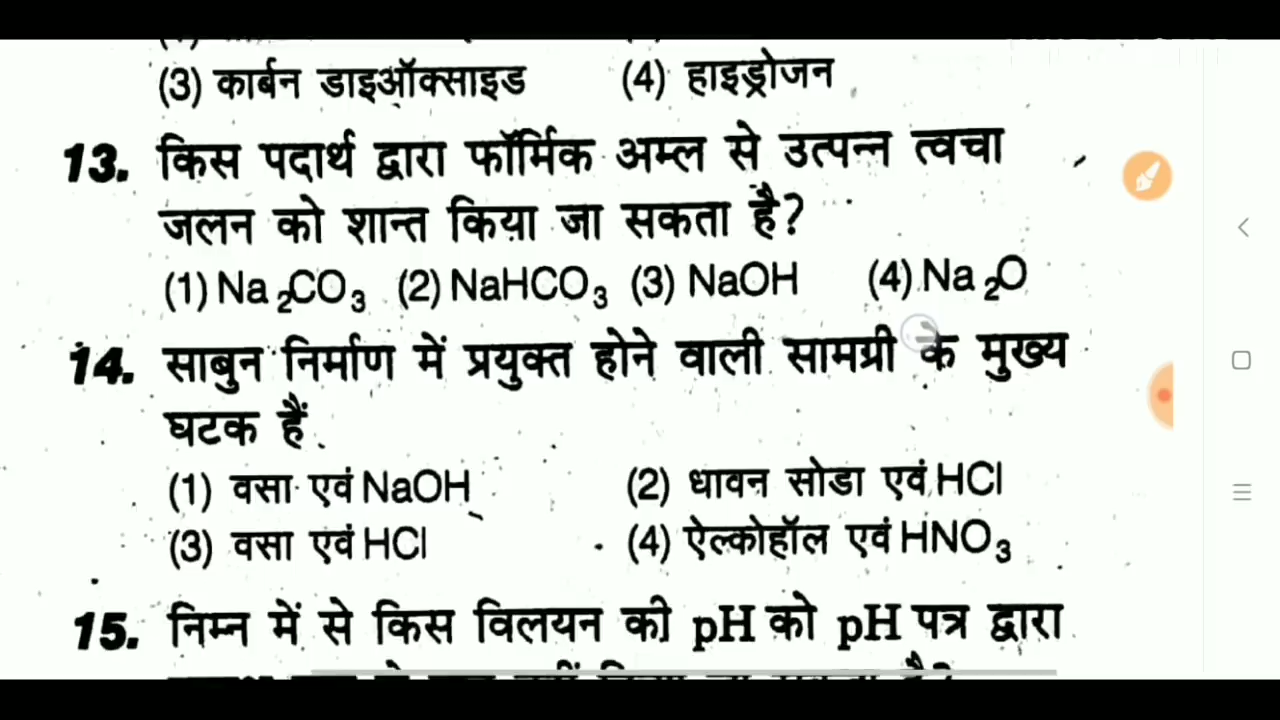 (3) कार्बन डाइऑक्साइड (4) हाइड्रोजन
13. किस पदार्थ द्वारा फॉर्मिक अम्ल से उत्पन्न त्वचा
जलन को शान्त किया जा सकता है?
(1) Na2CO3 (2) NaHCO3 (3) NaOH (4) Na2O
14. साबुन निर्माण में प्रयुक्त होने वाली सामग्री के मुख्य
घटक हैं
(1) वसा एवं NaOH (2) धावन सोडा एवं HCl
(3) वसा एवं HCl (4) ऐल्कोहॉल एवं HNO3
15. निम्न में से किस विलयन की pH को pH पत्र द्वारा